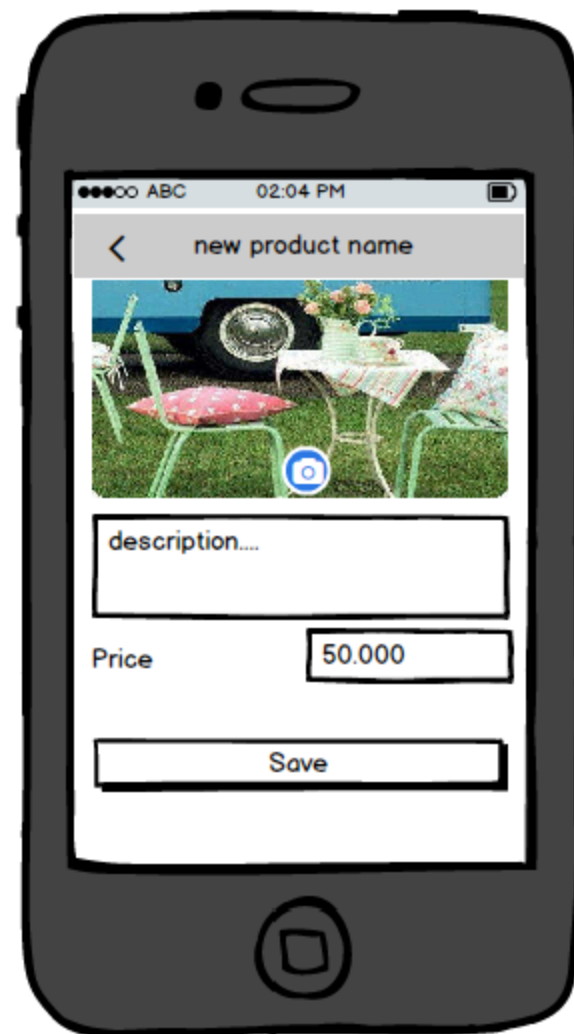 ABC 02:04 PM
new product name
description....
Price 50.000
Save